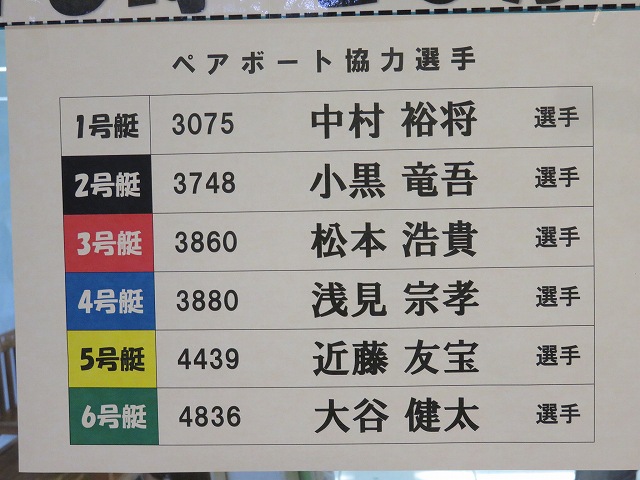 ペアボート協力選手
1号艇 3075 中村 裕将 選手
2号艇 3748 小黒 竜吾 選手
3号艇 3860 松本 浩貴 選手
4号艇 3880 浅見 宗孝 選手
5号艇 4439 近藤 友宝 選手
6号艇 4836 大谷 健太 選手